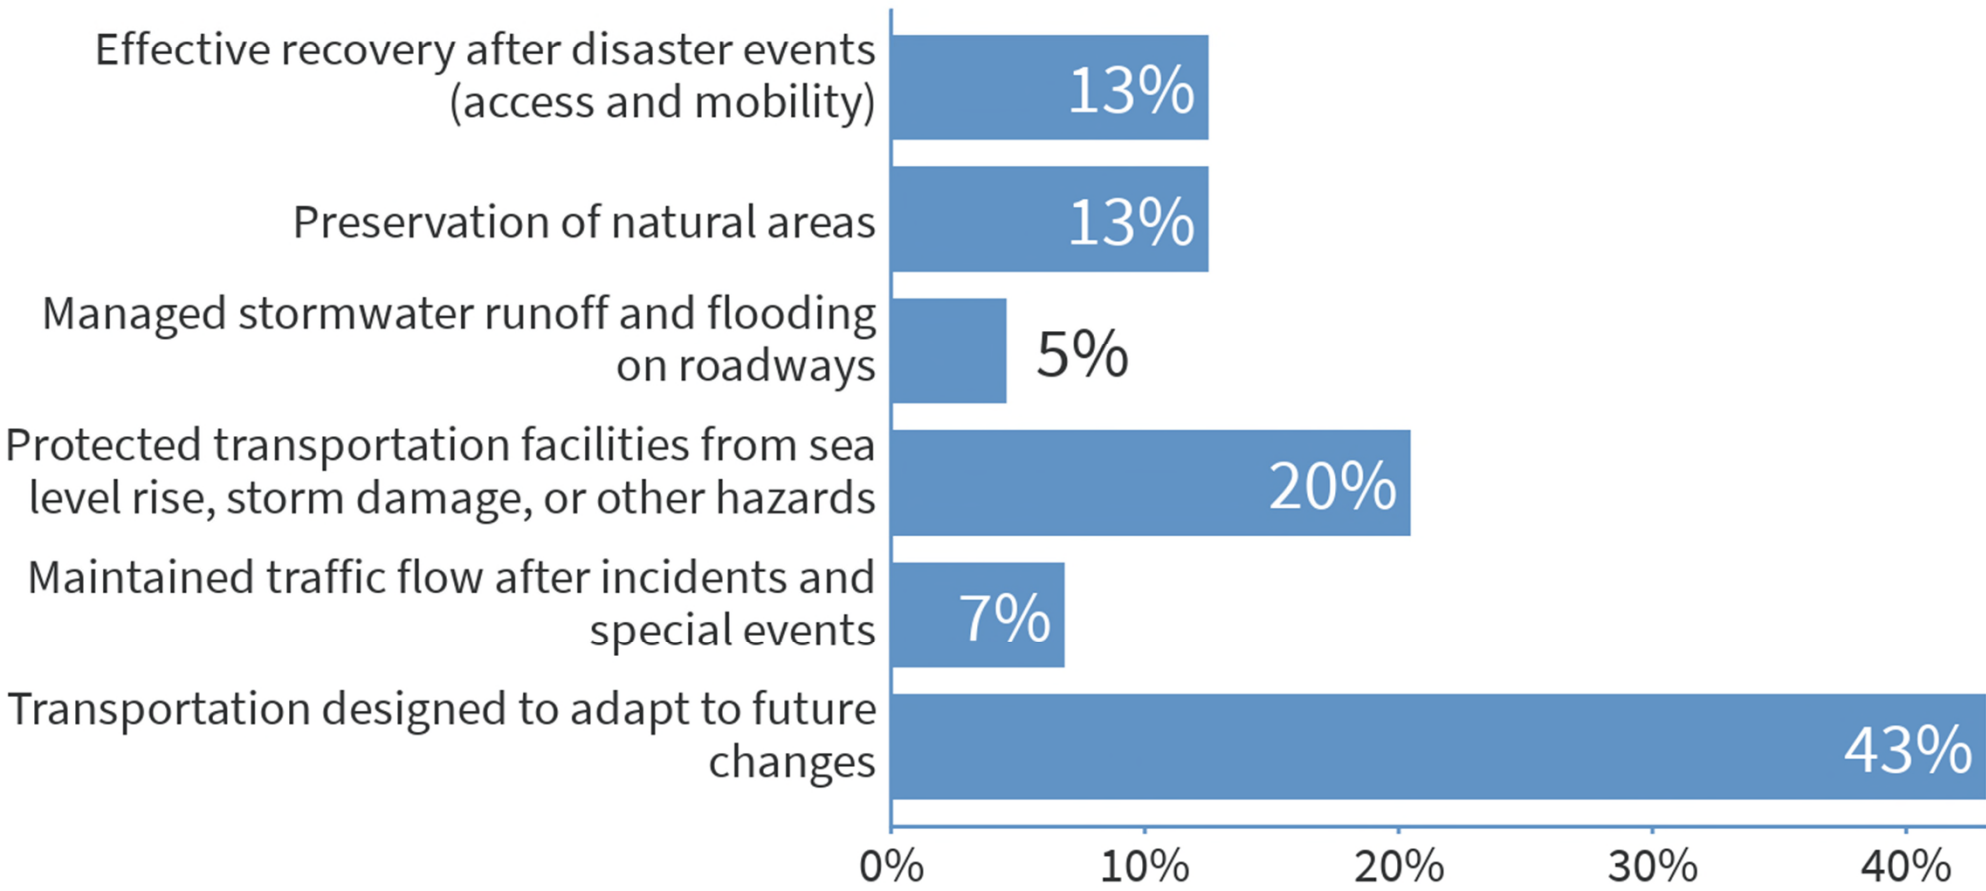 Effective recovery after disaster events
(access and mobility)
13%
Preservation of natural areas
13%
Managed stormwater runoff and flooding
on roadways
5%
Protected transportation facilities from sea
level rise, storm damage, or other hazards
20%
Maintained traffic flow after incidents and
special events
7%
Transportation designed to adapt to future
changes
43%
0% 10% 20% 30% 40%